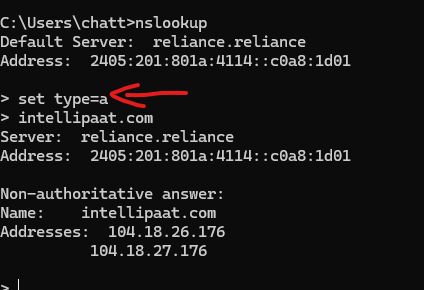 C:\Users\chatt>nslookup
Default Server:  reliance.reliance
Address:  2405:201:801a:4114::c0a8:1d01
> set type=a
> intellipaat.com
Server:  reliance.reliance
Address:  2405:201:801a:4114::c0a8:1d01
Non-authoritative answer:
Name:    intellipaat.com
Addresses:  104.18.26.176
          104.18.27.176
>